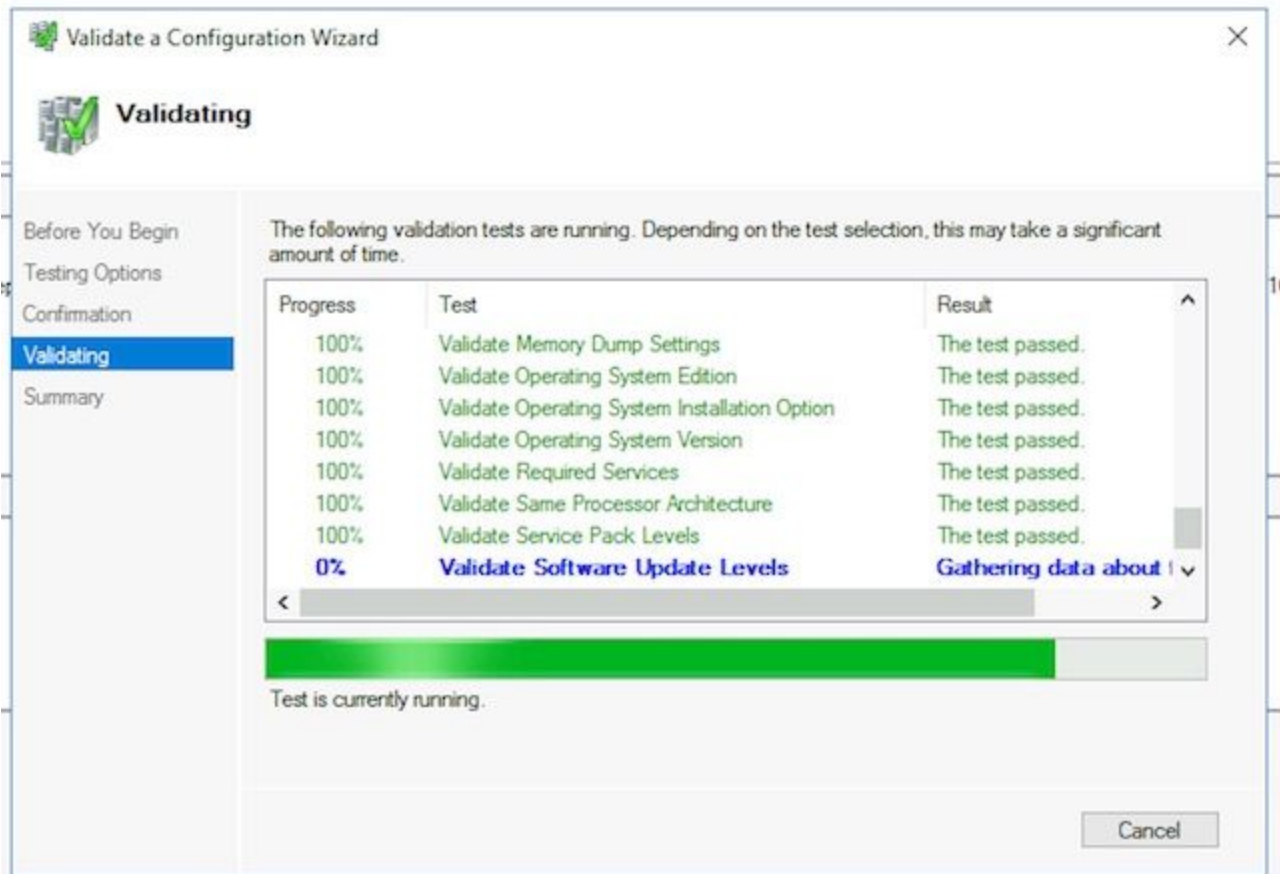 Validate a Configuration Wizard
Validating
Before You Begin
Testing Options
Confirmation
Validating
Summary
The following validation tests are running. Depending on the test selection, this may take a significant
amount of time.
Progress Test Result
100% Validate Memory Dump Settings The test passed.
100% Validate Operating System Edition The test passed.
100% Validate Operating System Installation Option The test passed.
100% Validate Operating System Version The test passed.
100% Validate Required Services The test passed.
100% Validate Same Processor Architecture The test passed.
100% Validate Service Pack Levels The test passed.
0% Validate Software Update Levels Gathering data about
Test is currently running.
Cancel